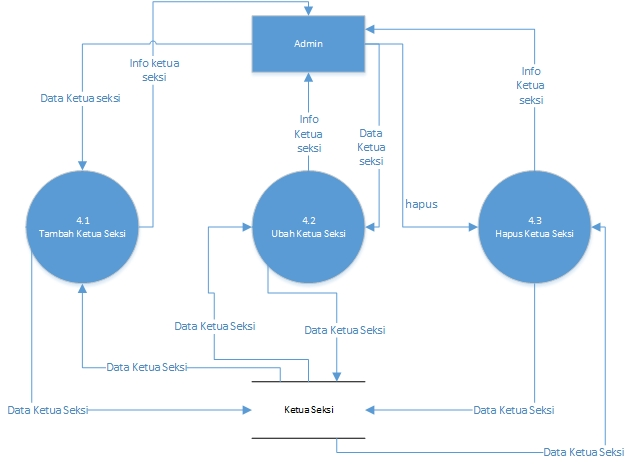 Admin
Info ketua
seksi
Data Ketua seksi
Info
Ketua
seksi
Info
Ketua
seksi
Data
Ketua
seksi
hapus
4.1
Tambah Ketua Seksi
4.2
Ubah Ketua Seksi
4.3
Hapus Ketua Seksi
Data Ketua Seksi
Data Ketua Seksi
Data Ketua Seksi
Data Ketua Seksi
Ketua Seksi
Data Ketua Seksi
Data Ketua Seksi